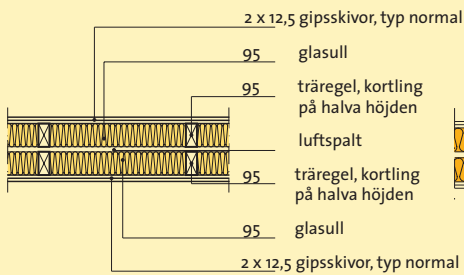 2 x 12,5 gipsskivor, typ normal
95 glasull
95 träregel, kortling
på halva höjden
luftspalt
95 träregel, kortling
på halva höjden
95 glasull
2 x 12,5 gipsskivor, typ normal